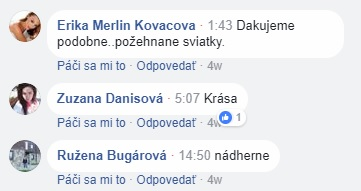 Erika Merlin Kovacova · 1:43 Dakujeme
podobne..požehnane sviatky.
Páči sa mi to · Odpovedať · 4w
Zuzana Danisová · 5:07 Krása
Páči sa mi to · Odpovedať · 4w 1
Ružena Bugárová · 14:50 nádherne
Páči sa mi to · Odpovedať · 4w